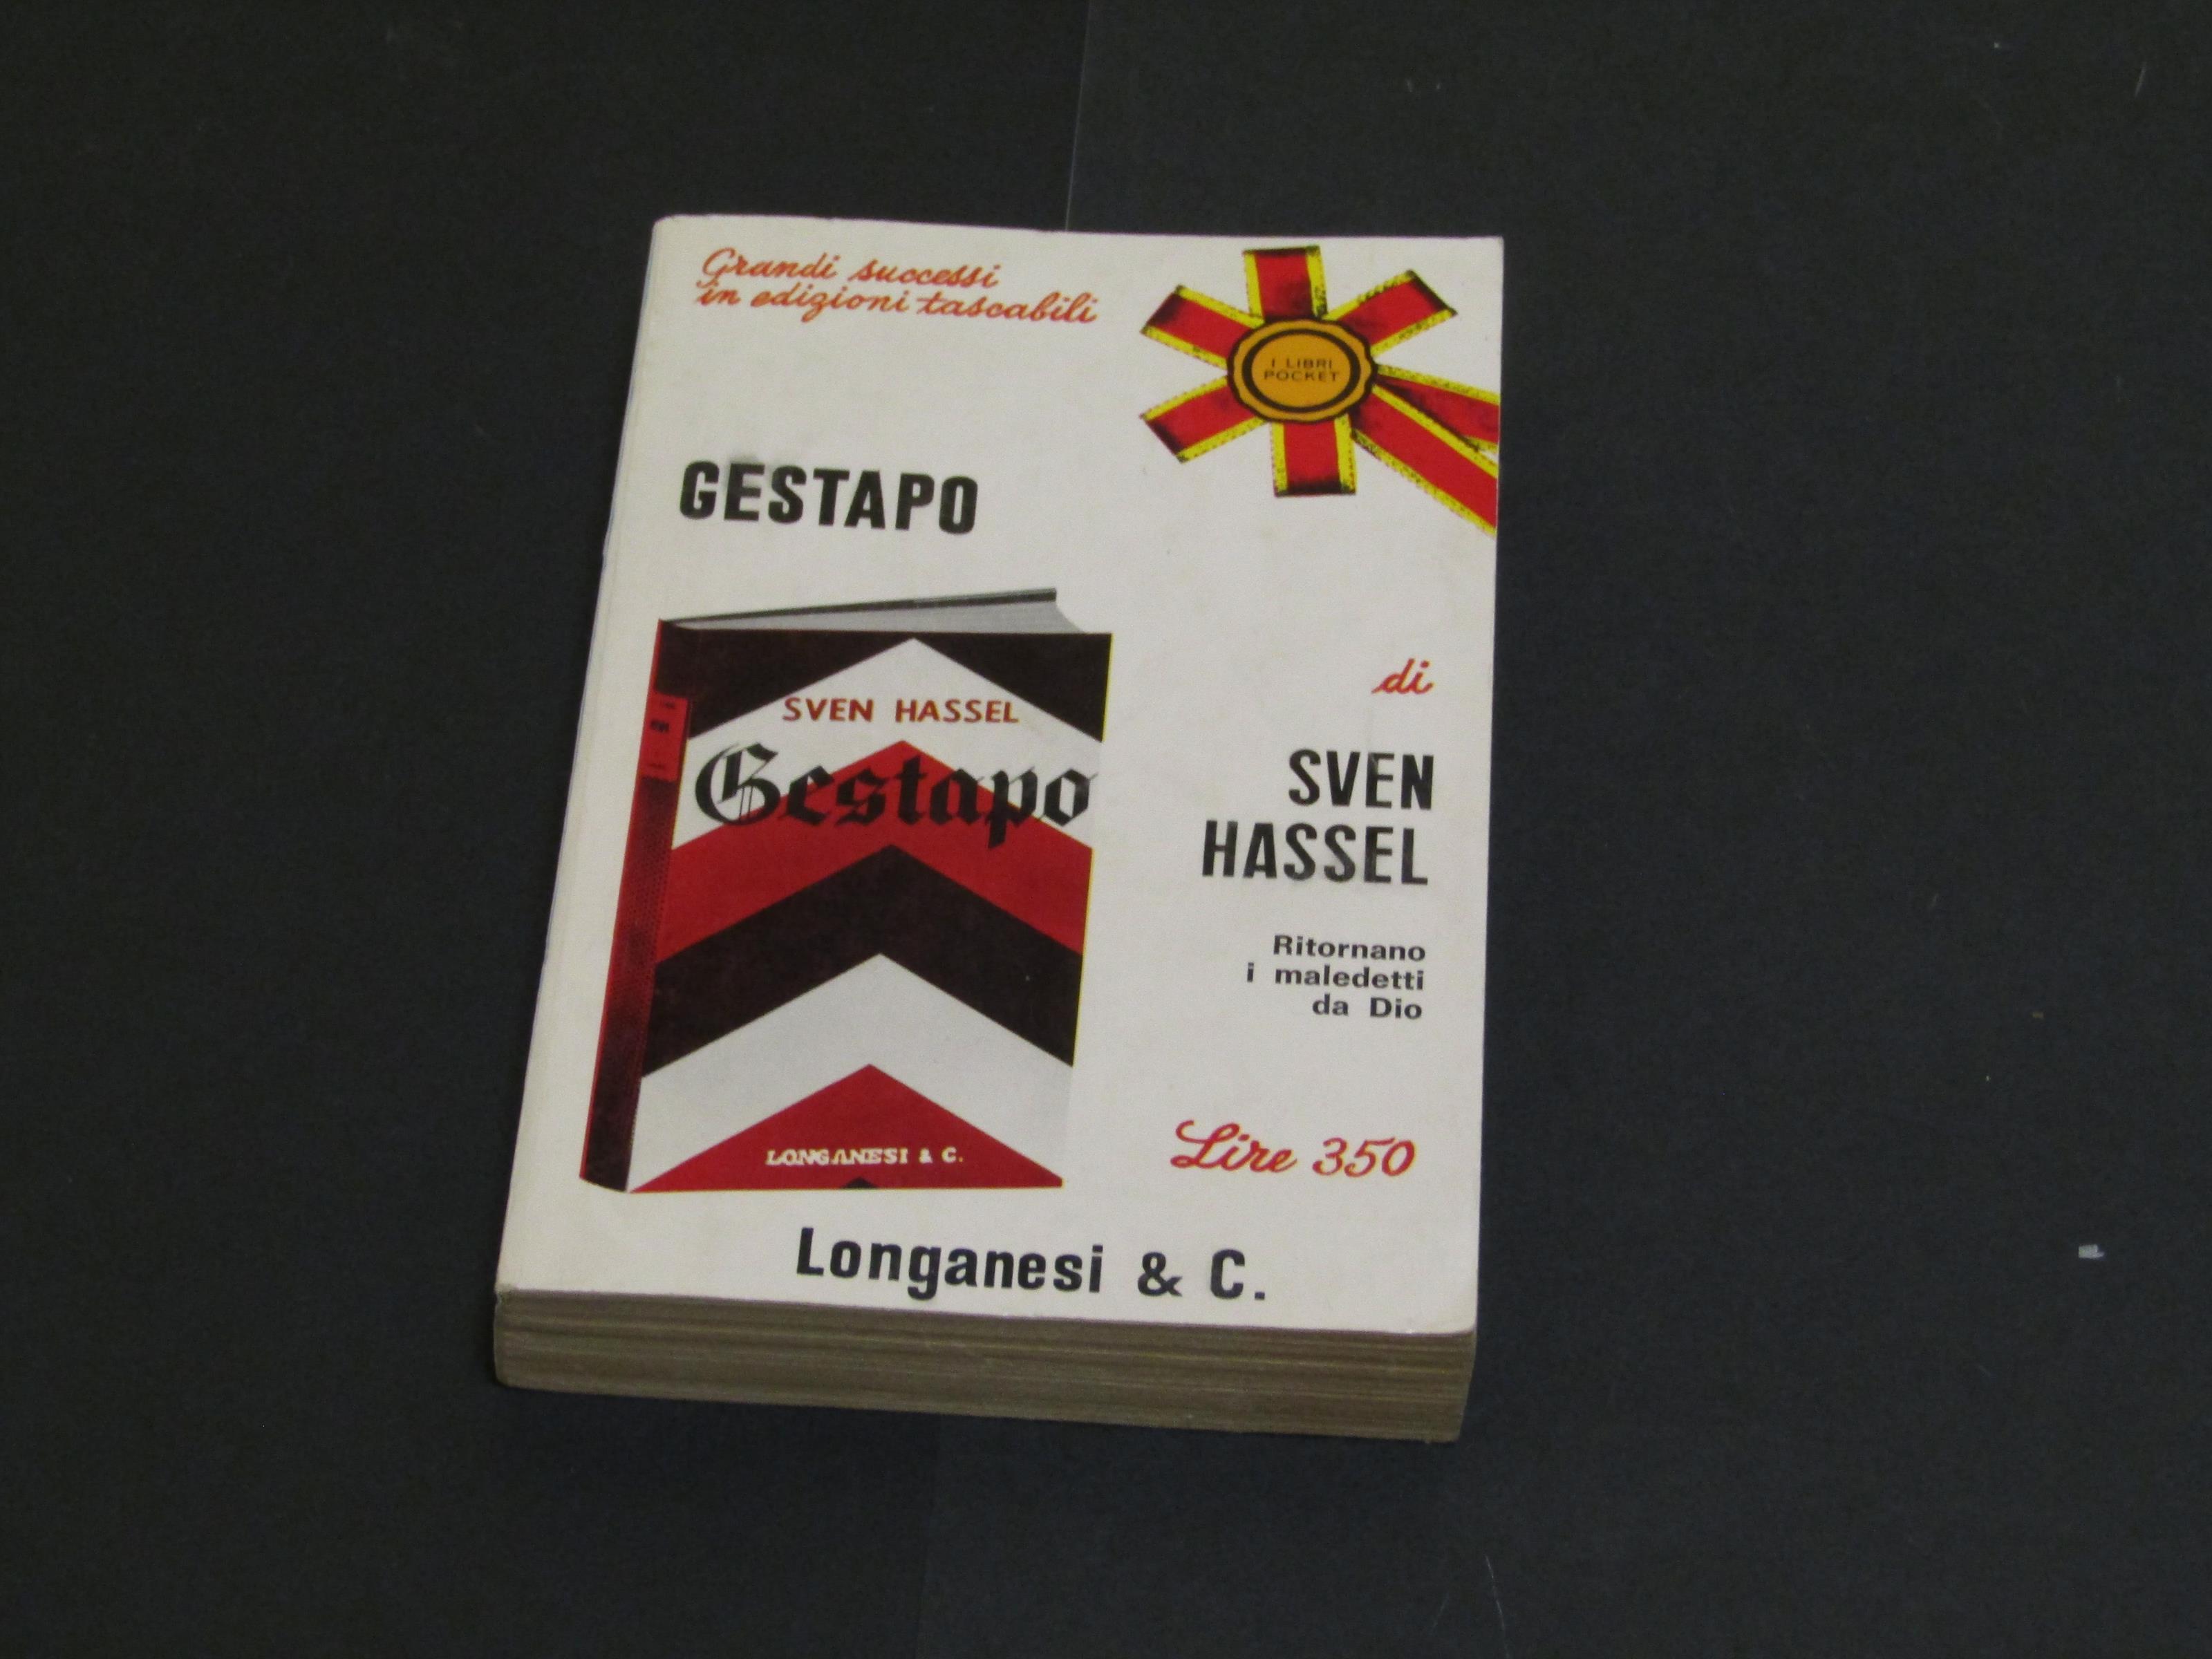 Grandi successi
in edizioni tascabili
I LIBRI
POCKET
GESTAPO
SVEN HASSEL
Gestapo
LONGANESI & C.
di
SVEN
HASSEL
Ritornano
i maledetti
da Dio
Lire 350
Longanesi & C.